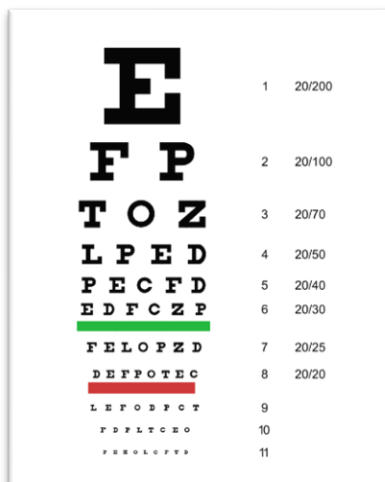 E 1 20/200
F P 2 20/100
T O Z 3 20/70
L P E D 4 20/50
P E C F D 5 20/40
E D F C Z P 6 20/30
F E L O P Z D 7 20/25
D E F P O T E C 8 20/20
L E F O D P C T 9
F D P L T C E O 10
P E Z O L C F T D 11